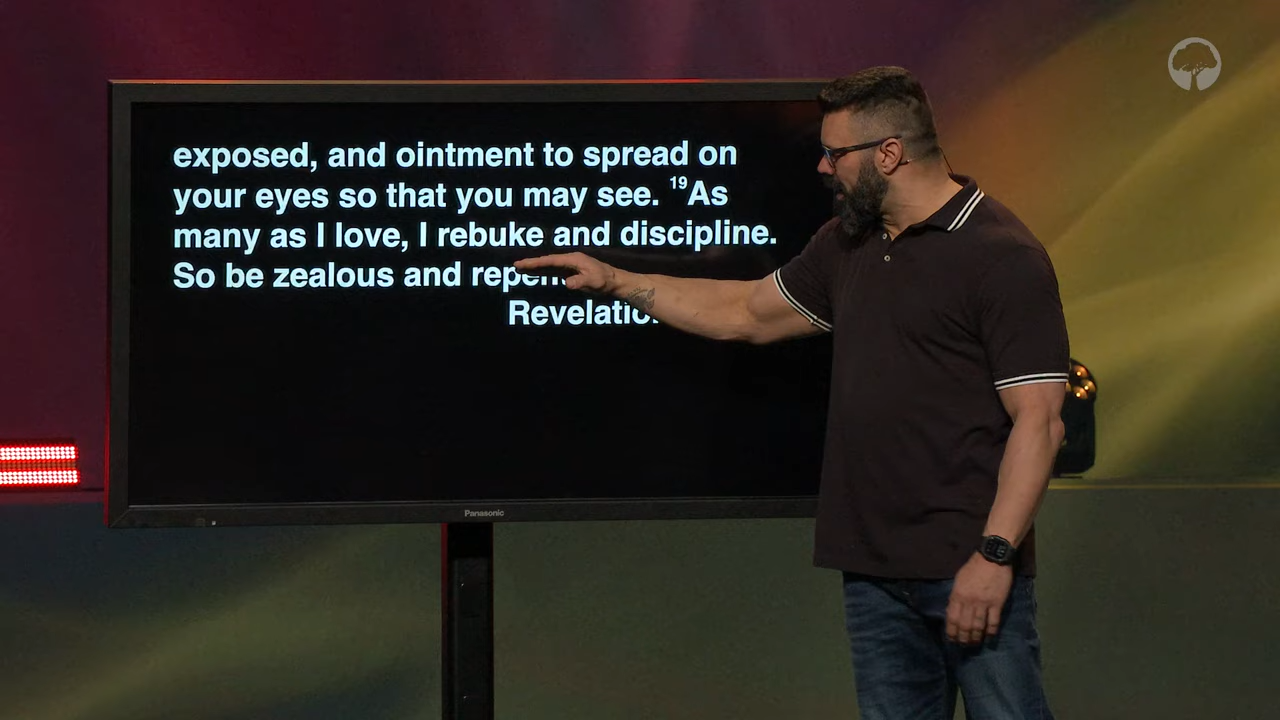 exposed, and ointment to spread on
your eyes so that you may see. ¹⁹As
many as I love, I rebuke and discipline.
So be zealous and
Panasonic